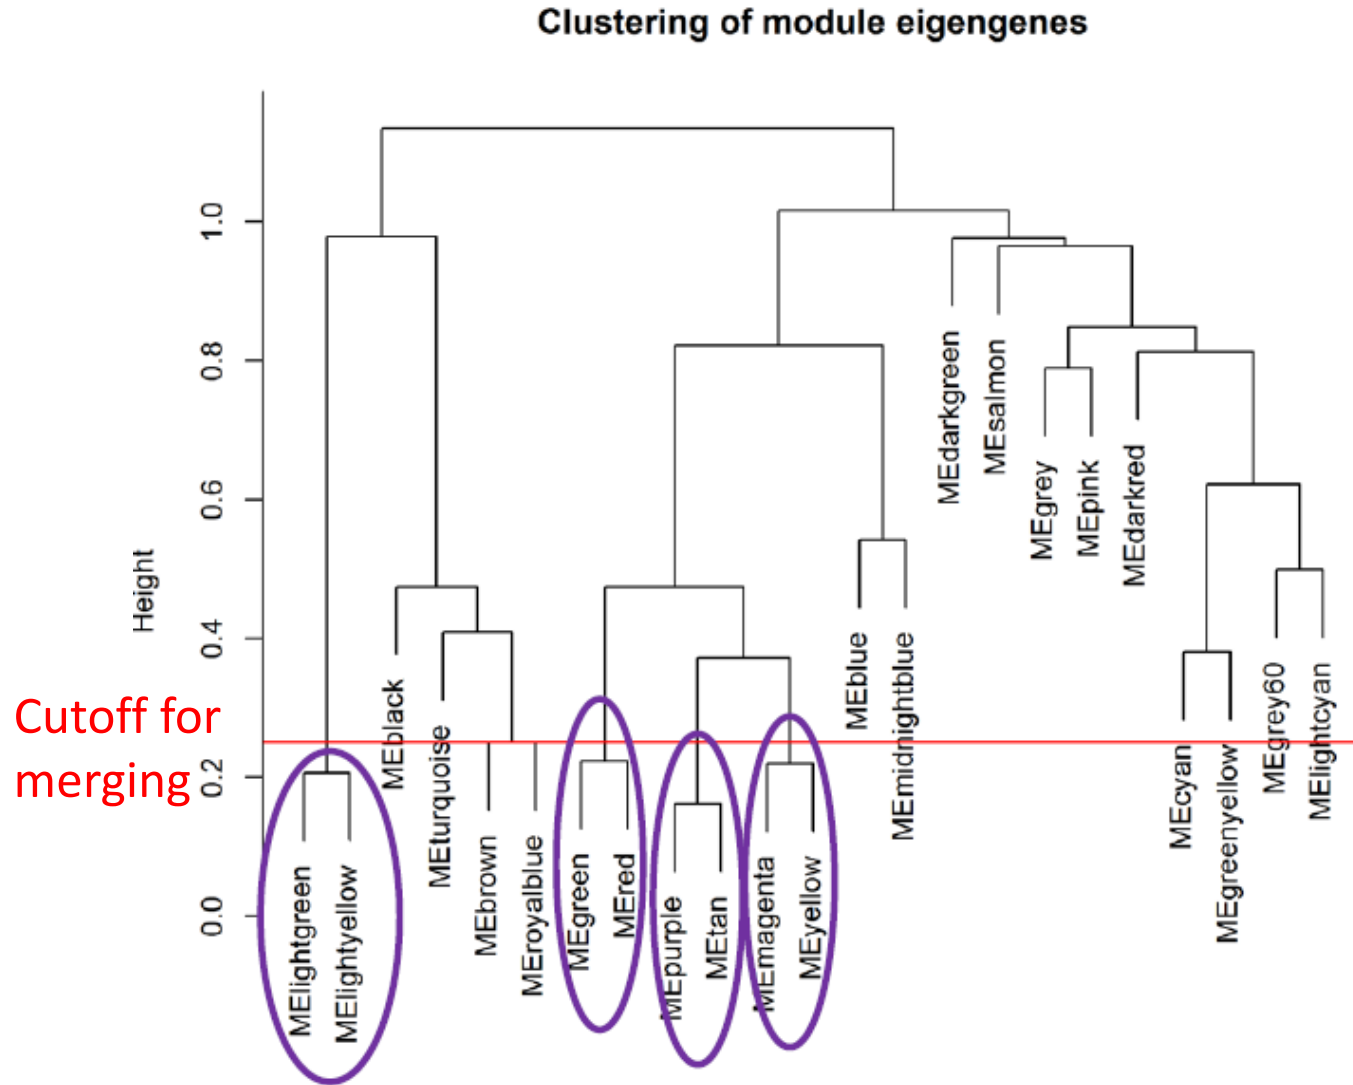 Clustering of module eigengenes
Height
1.0
0.8
0.6
0.4
0.2
0.0
Cutoff for
merging
MElightgreen
MElightyellow
MEblack
MEturquoise
MEbrown
MEroyalblue
MEgreen
MEred
MEpurple
MEtan
MEmagenta
MEyellow
MEblue
MEmidnightblue
MEdarkgreen
MEsalmon
MEgrey
MEpink
MEdarkred
MEcyan
MEgreenyellow
MEgrey60
MElightcyan